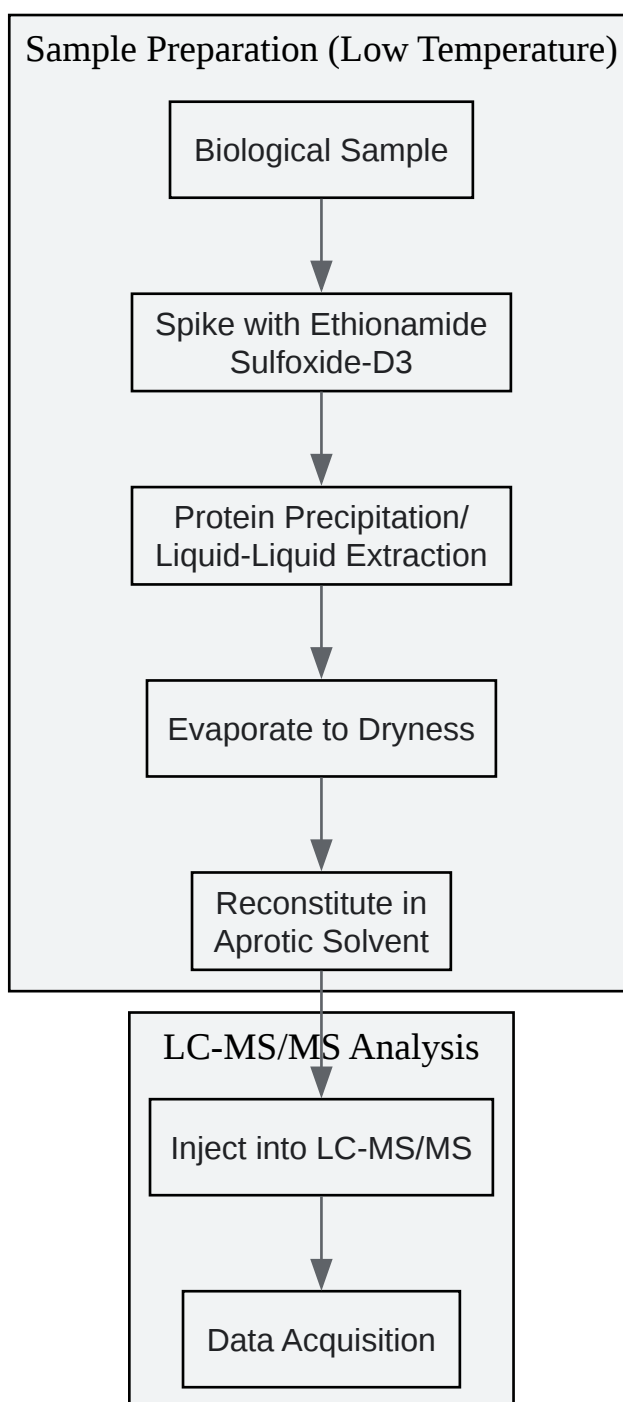 Sample Preparation (Low Temperature)
Biological Sample
Spike with Ethionamide
Sulfoxide-D3
Protein Precipitation/
Liquid-Liquid Extraction
Evaporate to Dryness
Reconstitute in
Aprotic Solvent
LC-MS/MS Analysis
Inject into LC-MS/MS
Data Acquisition